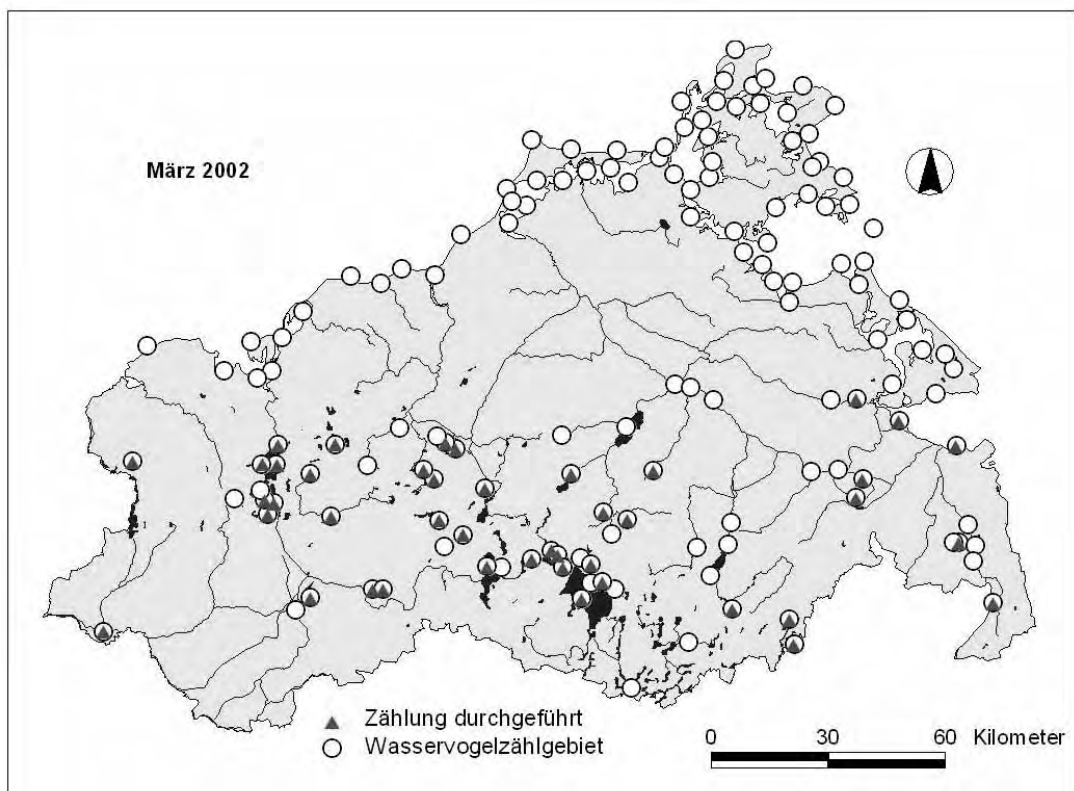 März 2002
Zählung durchgeführt
Wasservogelzählgebiet
0 30 60 Kilometer